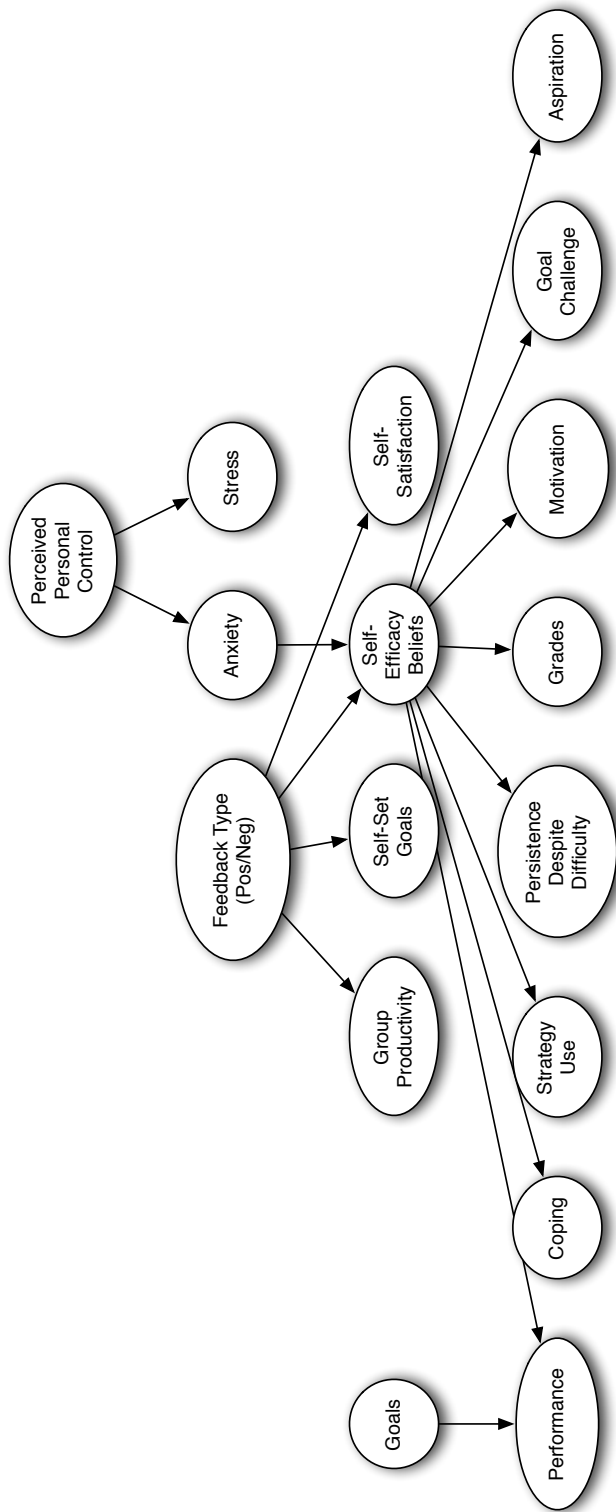 Perceived
Personal
Control
Anxiety
Stress
Feedback Type
(Pos/Neg)
Goals
Group
Productivity
Self-Set
Goals
Self-
Efficacy
Beliefs
Self-
Satisfaction
Performance
Coping
Strategy
Use
Persistence
Despite
Difficulty
Grades
Motivation
Goal
Challenge
Aspiration